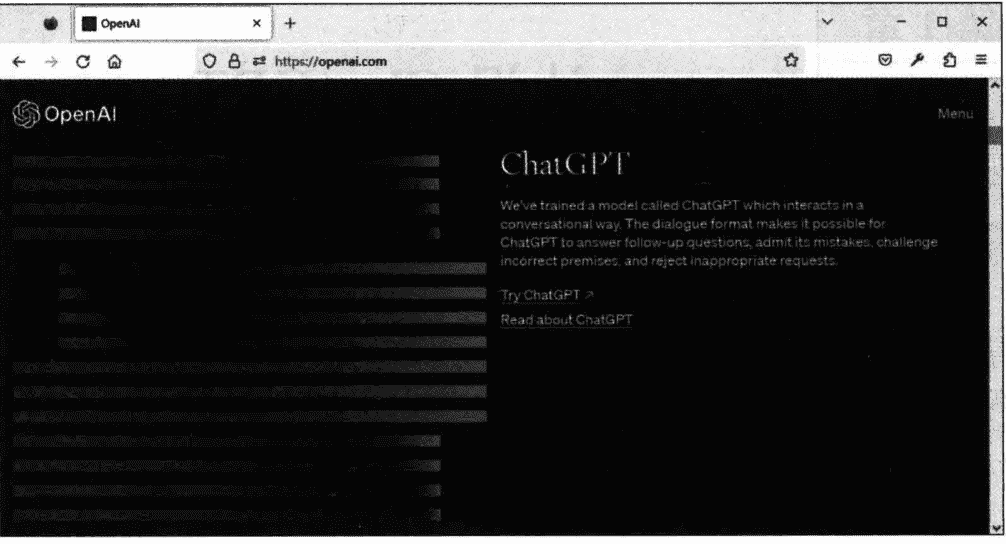 OpenAI
https://openai.com
OpenAI
Menu
ChatGPT
We've trained a model called ChatGPT which interacts in a
conversational way. The dialogue format makes it possible for
ChatGPT to answer follow-up questions, admit its mistakes, challenge
incorrect premises, and reject inappropriate requests.
Try ChatGPT ↗
Read about ChatGPT